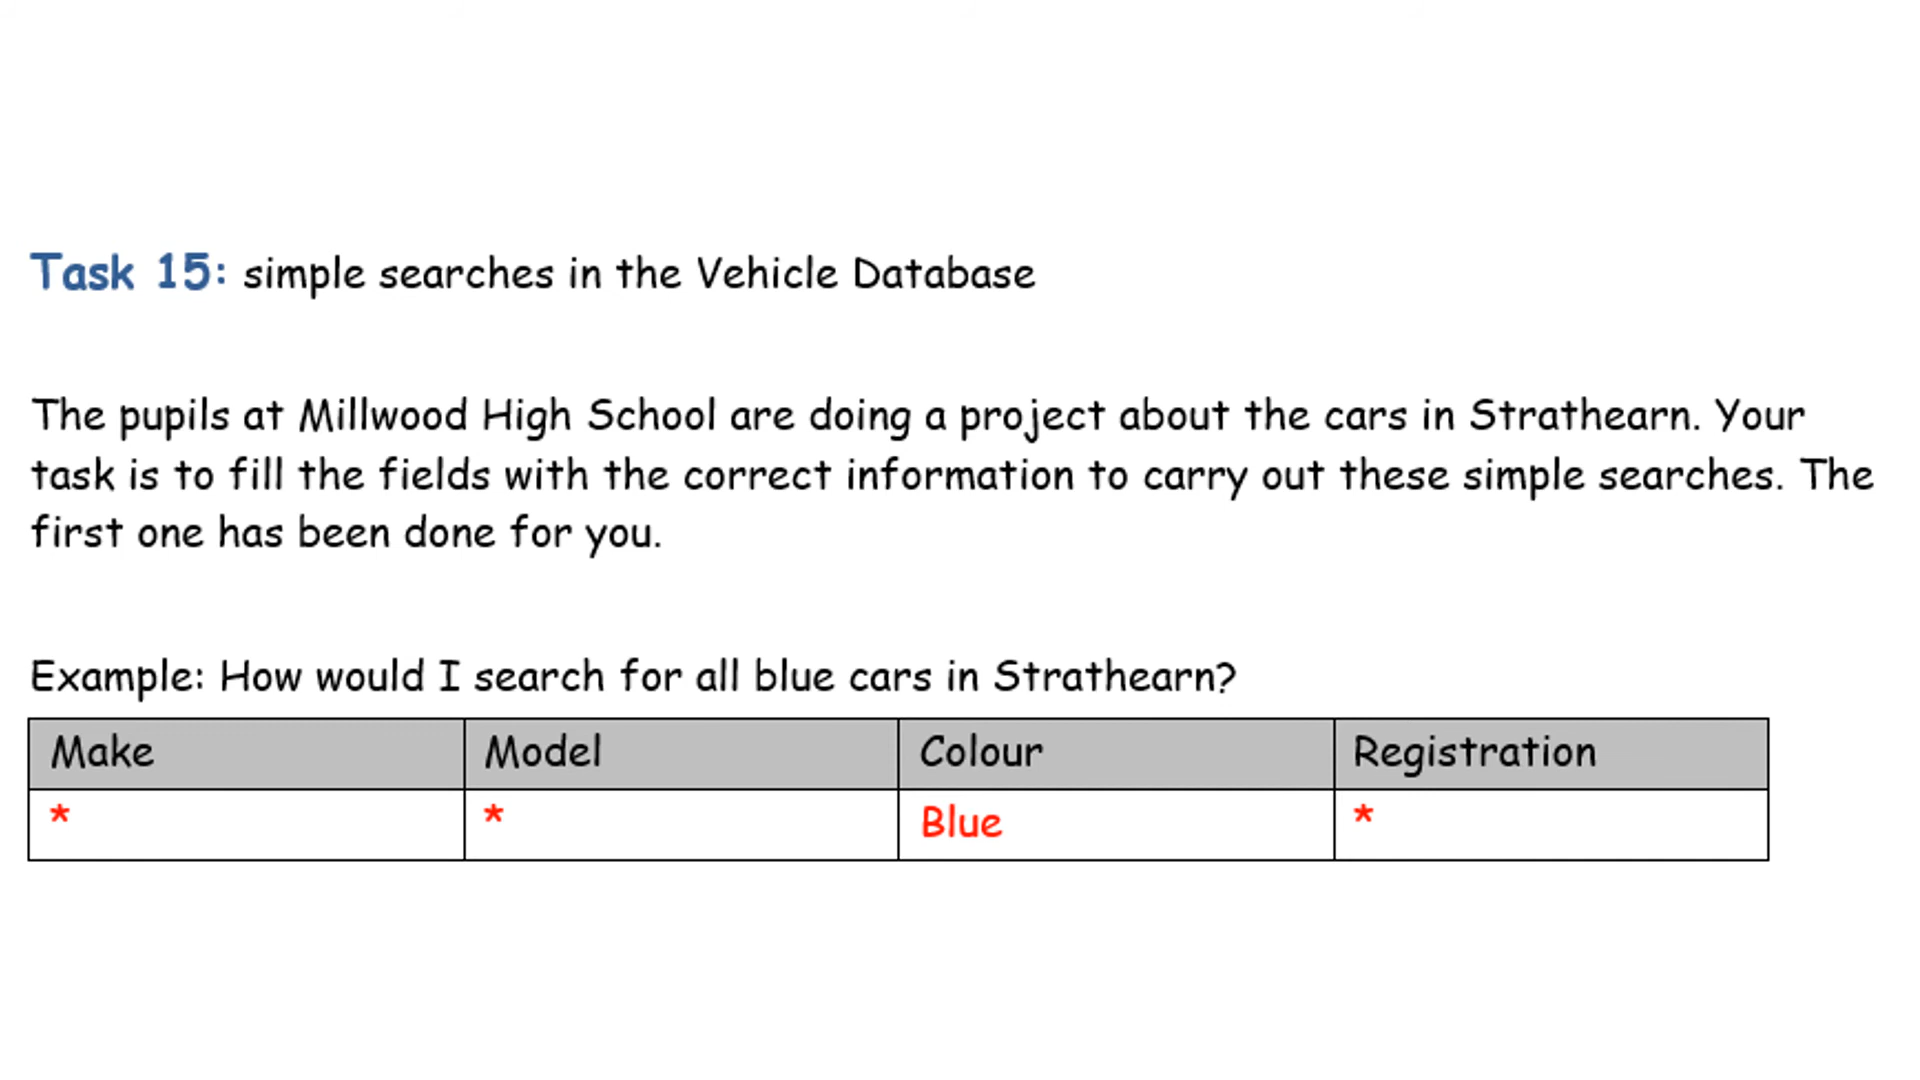 Task 15: simple searches in the Vehicle Database
The pupils at Millwood High School are doing a project about the cars in Strathearn. Your
task is to fill the fields with the correct information to carry out these simple searches. The
first one has been done for you.
Example: How would I search for all blue cars in Strathearn?
Make Model Colour Registration
* * Blue *